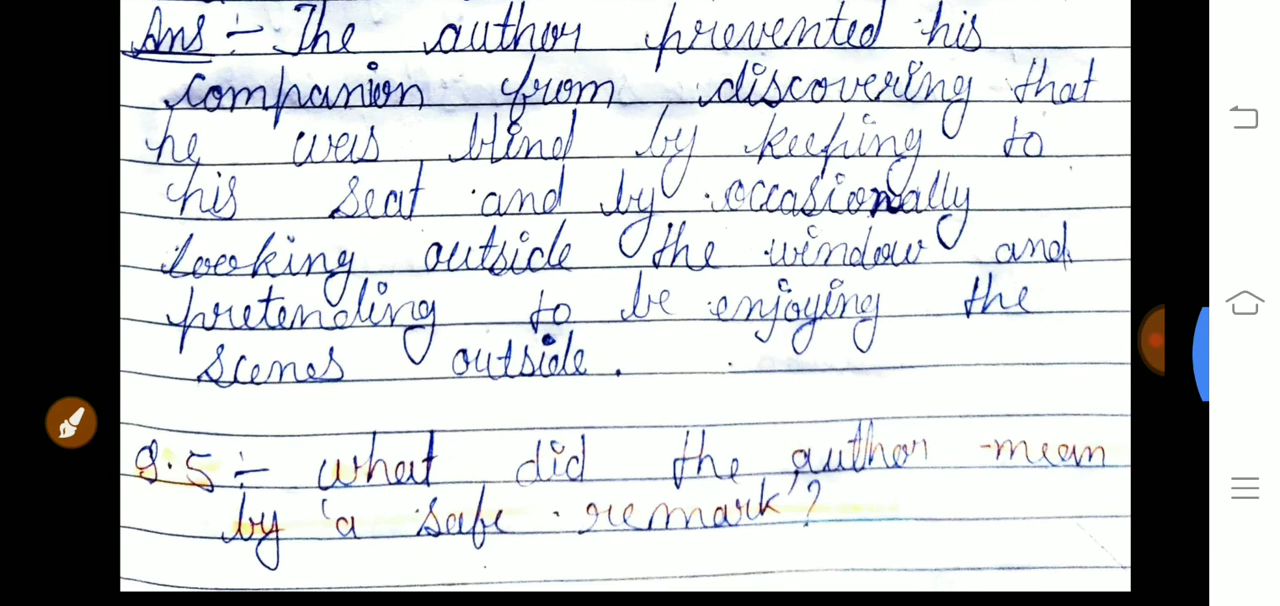 Ans :- The author prevented his
companion from discovering that
he was blind by keeping to
his seat and by occasionally
looking outside the window and
pretending to be enjoying the
scenes outside.
Q.5 :- what did the author mean
by 'a safe remark'?